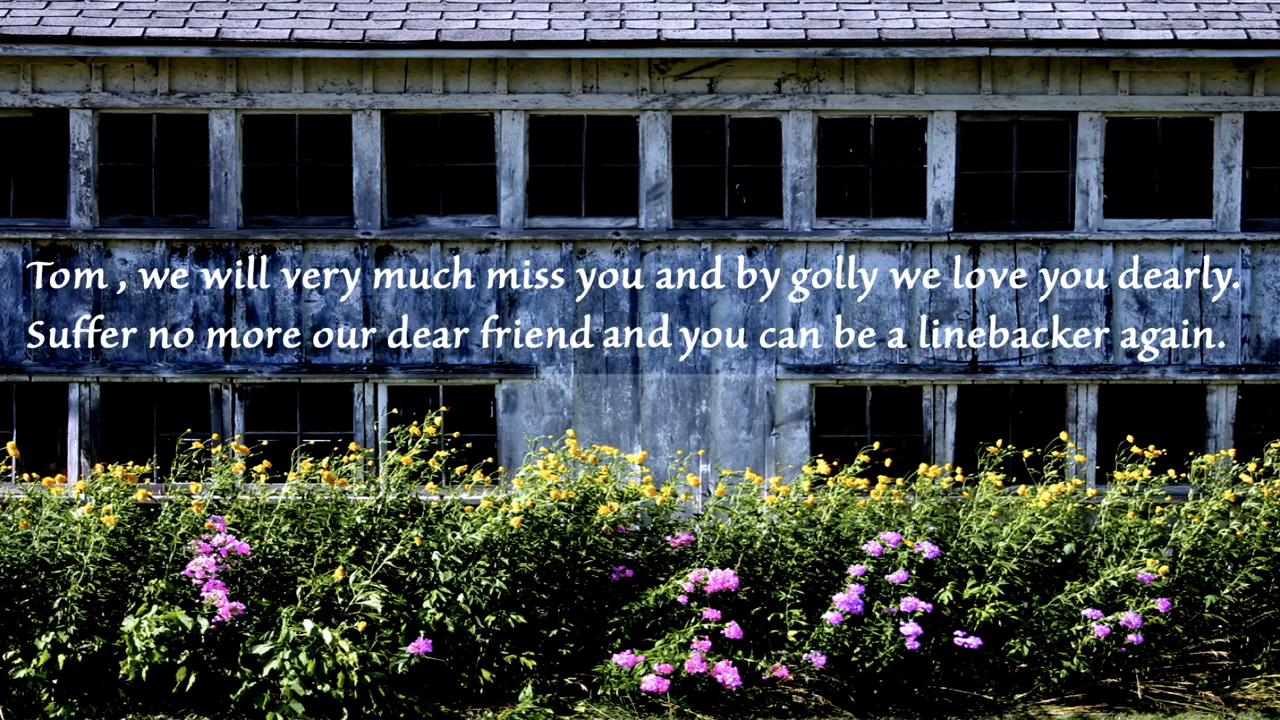 Tom , we will very much miss you and by golly we love you dearly.
Suffer no more our dear friend and you can be a linebacker again.